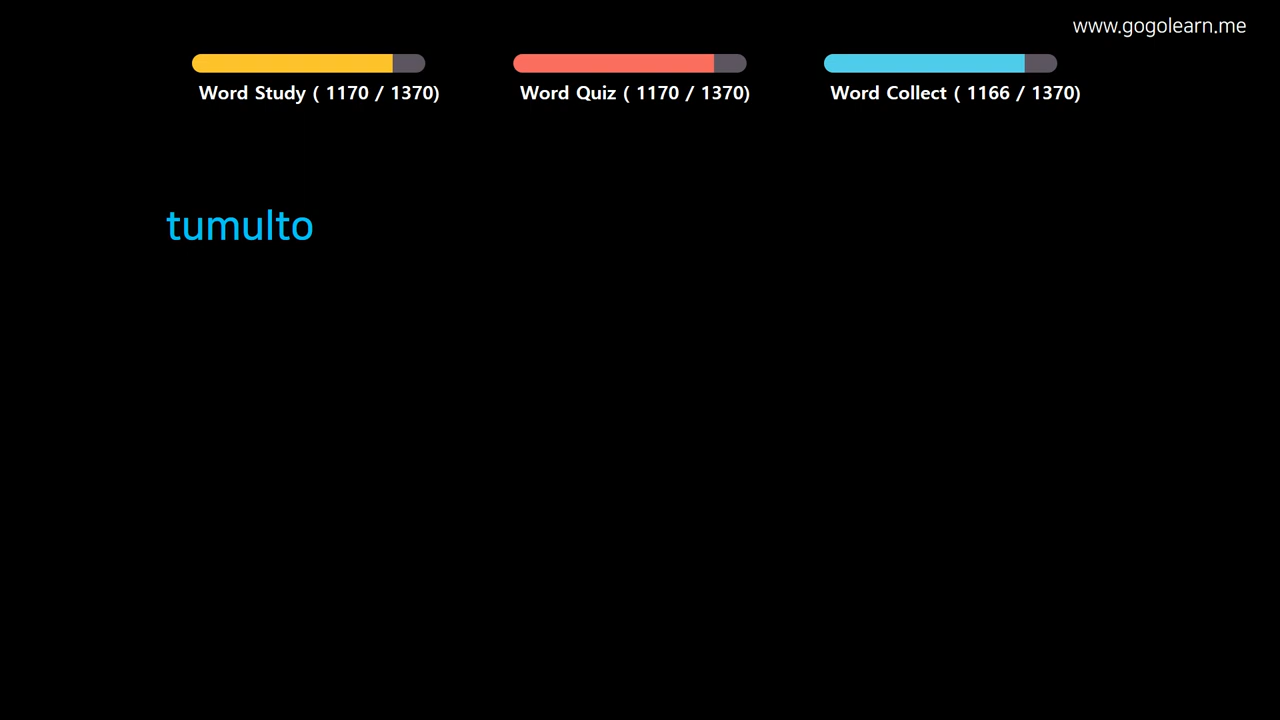 www.gogolearn.me
Word Study ( 1170 / 1370)
Word Quiz ( 1170 / 1370)
Word Collect ( 1166 / 1370)
tumulto